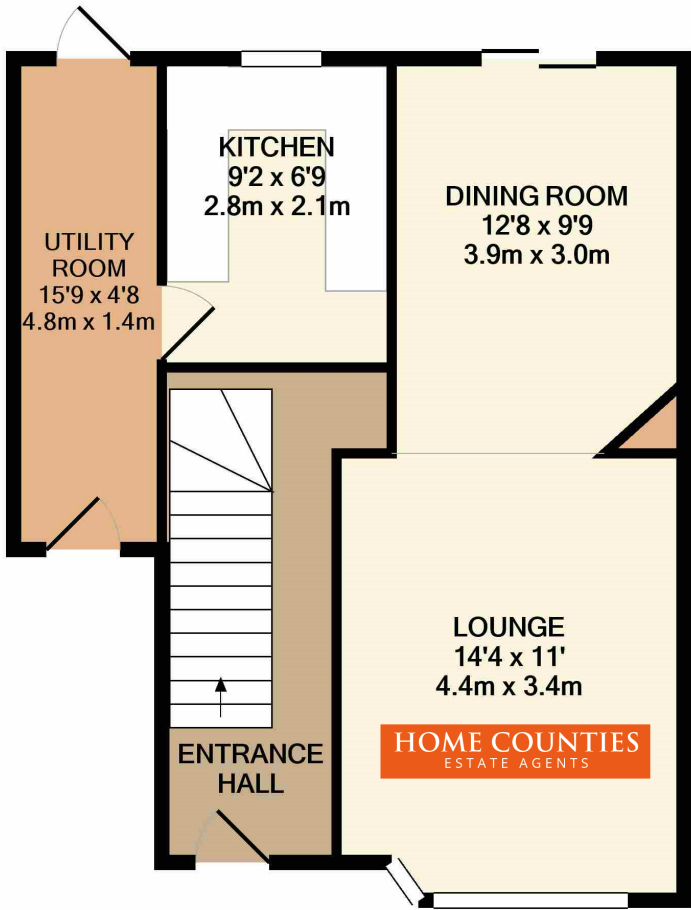 KITCHEN
9'2 x 6'9
2.8m x 2.1m
DINING ROOM
12'8 x 9'9
3.9m x 3.0m
UTILITY
ROOM
15'9 x 4'8
4.8m x 1.4m
LOUNGE
14'4 x 11'
4.4m x 3.4m
HOME COUNTIES
ESTATE AGENTS
ENTRANCE
HALL